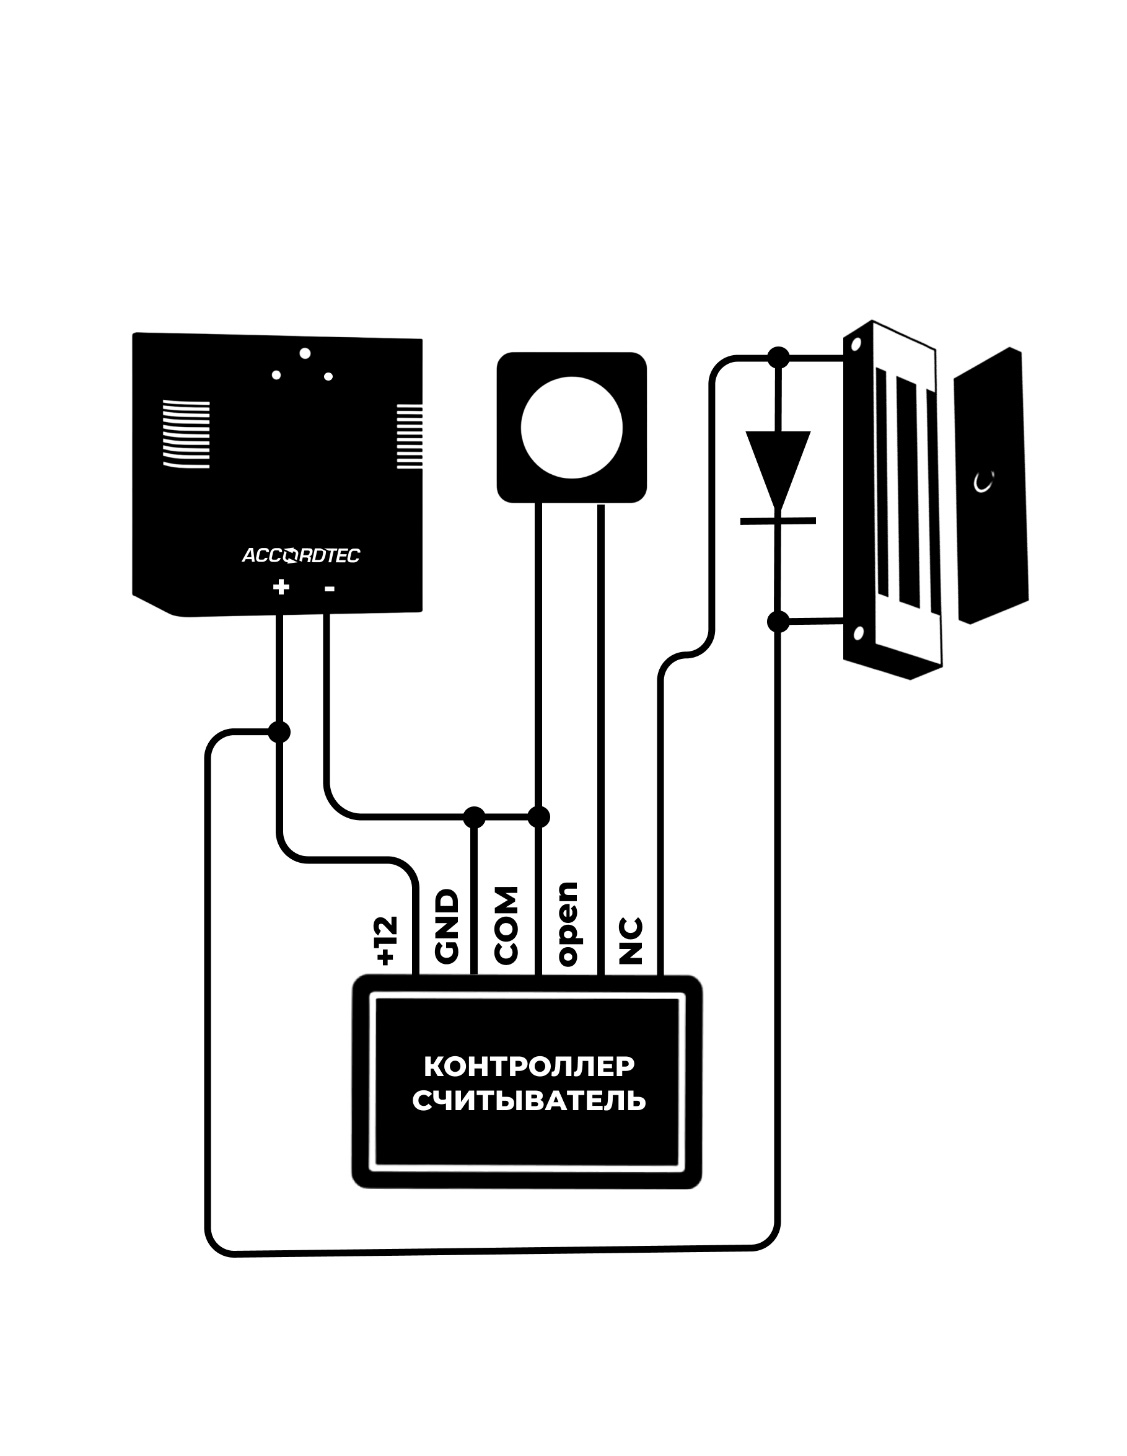 ACCORDTEC
+ -
+12
GND
COM
open
NC
КОНТРОЛЛЕР
СЧИТЫВАТЕЛЬ